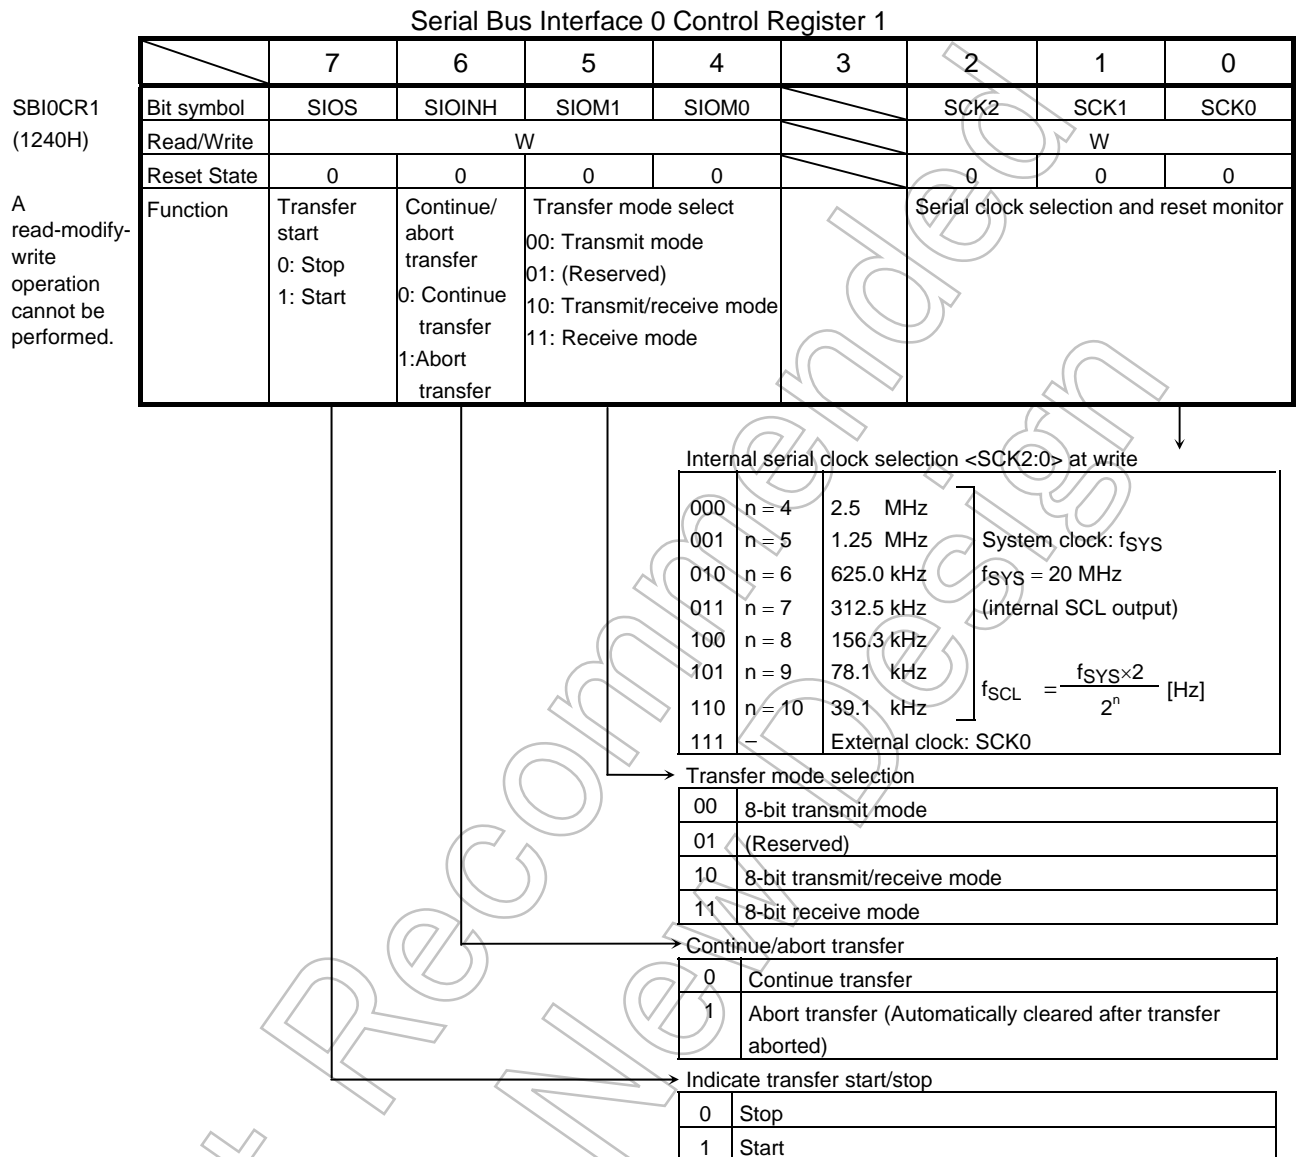 Serial Bus Interface 0 Control Register 1
7 6 5 4 3 2 1 0
SBI0CR1
(1240H)
A
read-modify-
write
operation
cannot be
performed.
Bit symbol SIOS SIOINH SIOM1 SIOM0 SCK2 SCK1 SCK0
Read/Write W W
Reset State 0 0 0 0 0 0 0
Function
Transfer
start
0: Stop
1: Start
Continue/
abort
transfer
0: Continue
transfer
1:Abort
transfer
Transfer mode select
00: Transmit mode
01: (Reserved)
10: Transmit/receive mode
11: Receive mode
Serial clock selection and reset monitor
Internal serial clock selection <SCK2:0> at write
000 n = 4 2.5 MHz
001 n = 5 1.25 MHz
010 n = 6 625.0 kHz
011 n = 7 312.5 kHz
100 n = 8 156.3 kHz
101 n = 9 78.1 kHz
110 n = 10 39.1 kHz
111 − External clock: SCK0
System clock: fSYS
fSYS = 20 MHz
(internal SCL output)
fSCL = fSYS×2 / 2^n [Hz]
Transfer mode selection
00 8-bit transmit mode
01 (Reserved)
10 8-bit transmit/receive mode
11 8-bit receive mode
Continue/abort transfer
0 Continue transfer
1 Abort transfer (Automatically cleared after transfer
aborted)
Indicate transfer start/stop
0 Stop
1 Start
Recommended
New Design